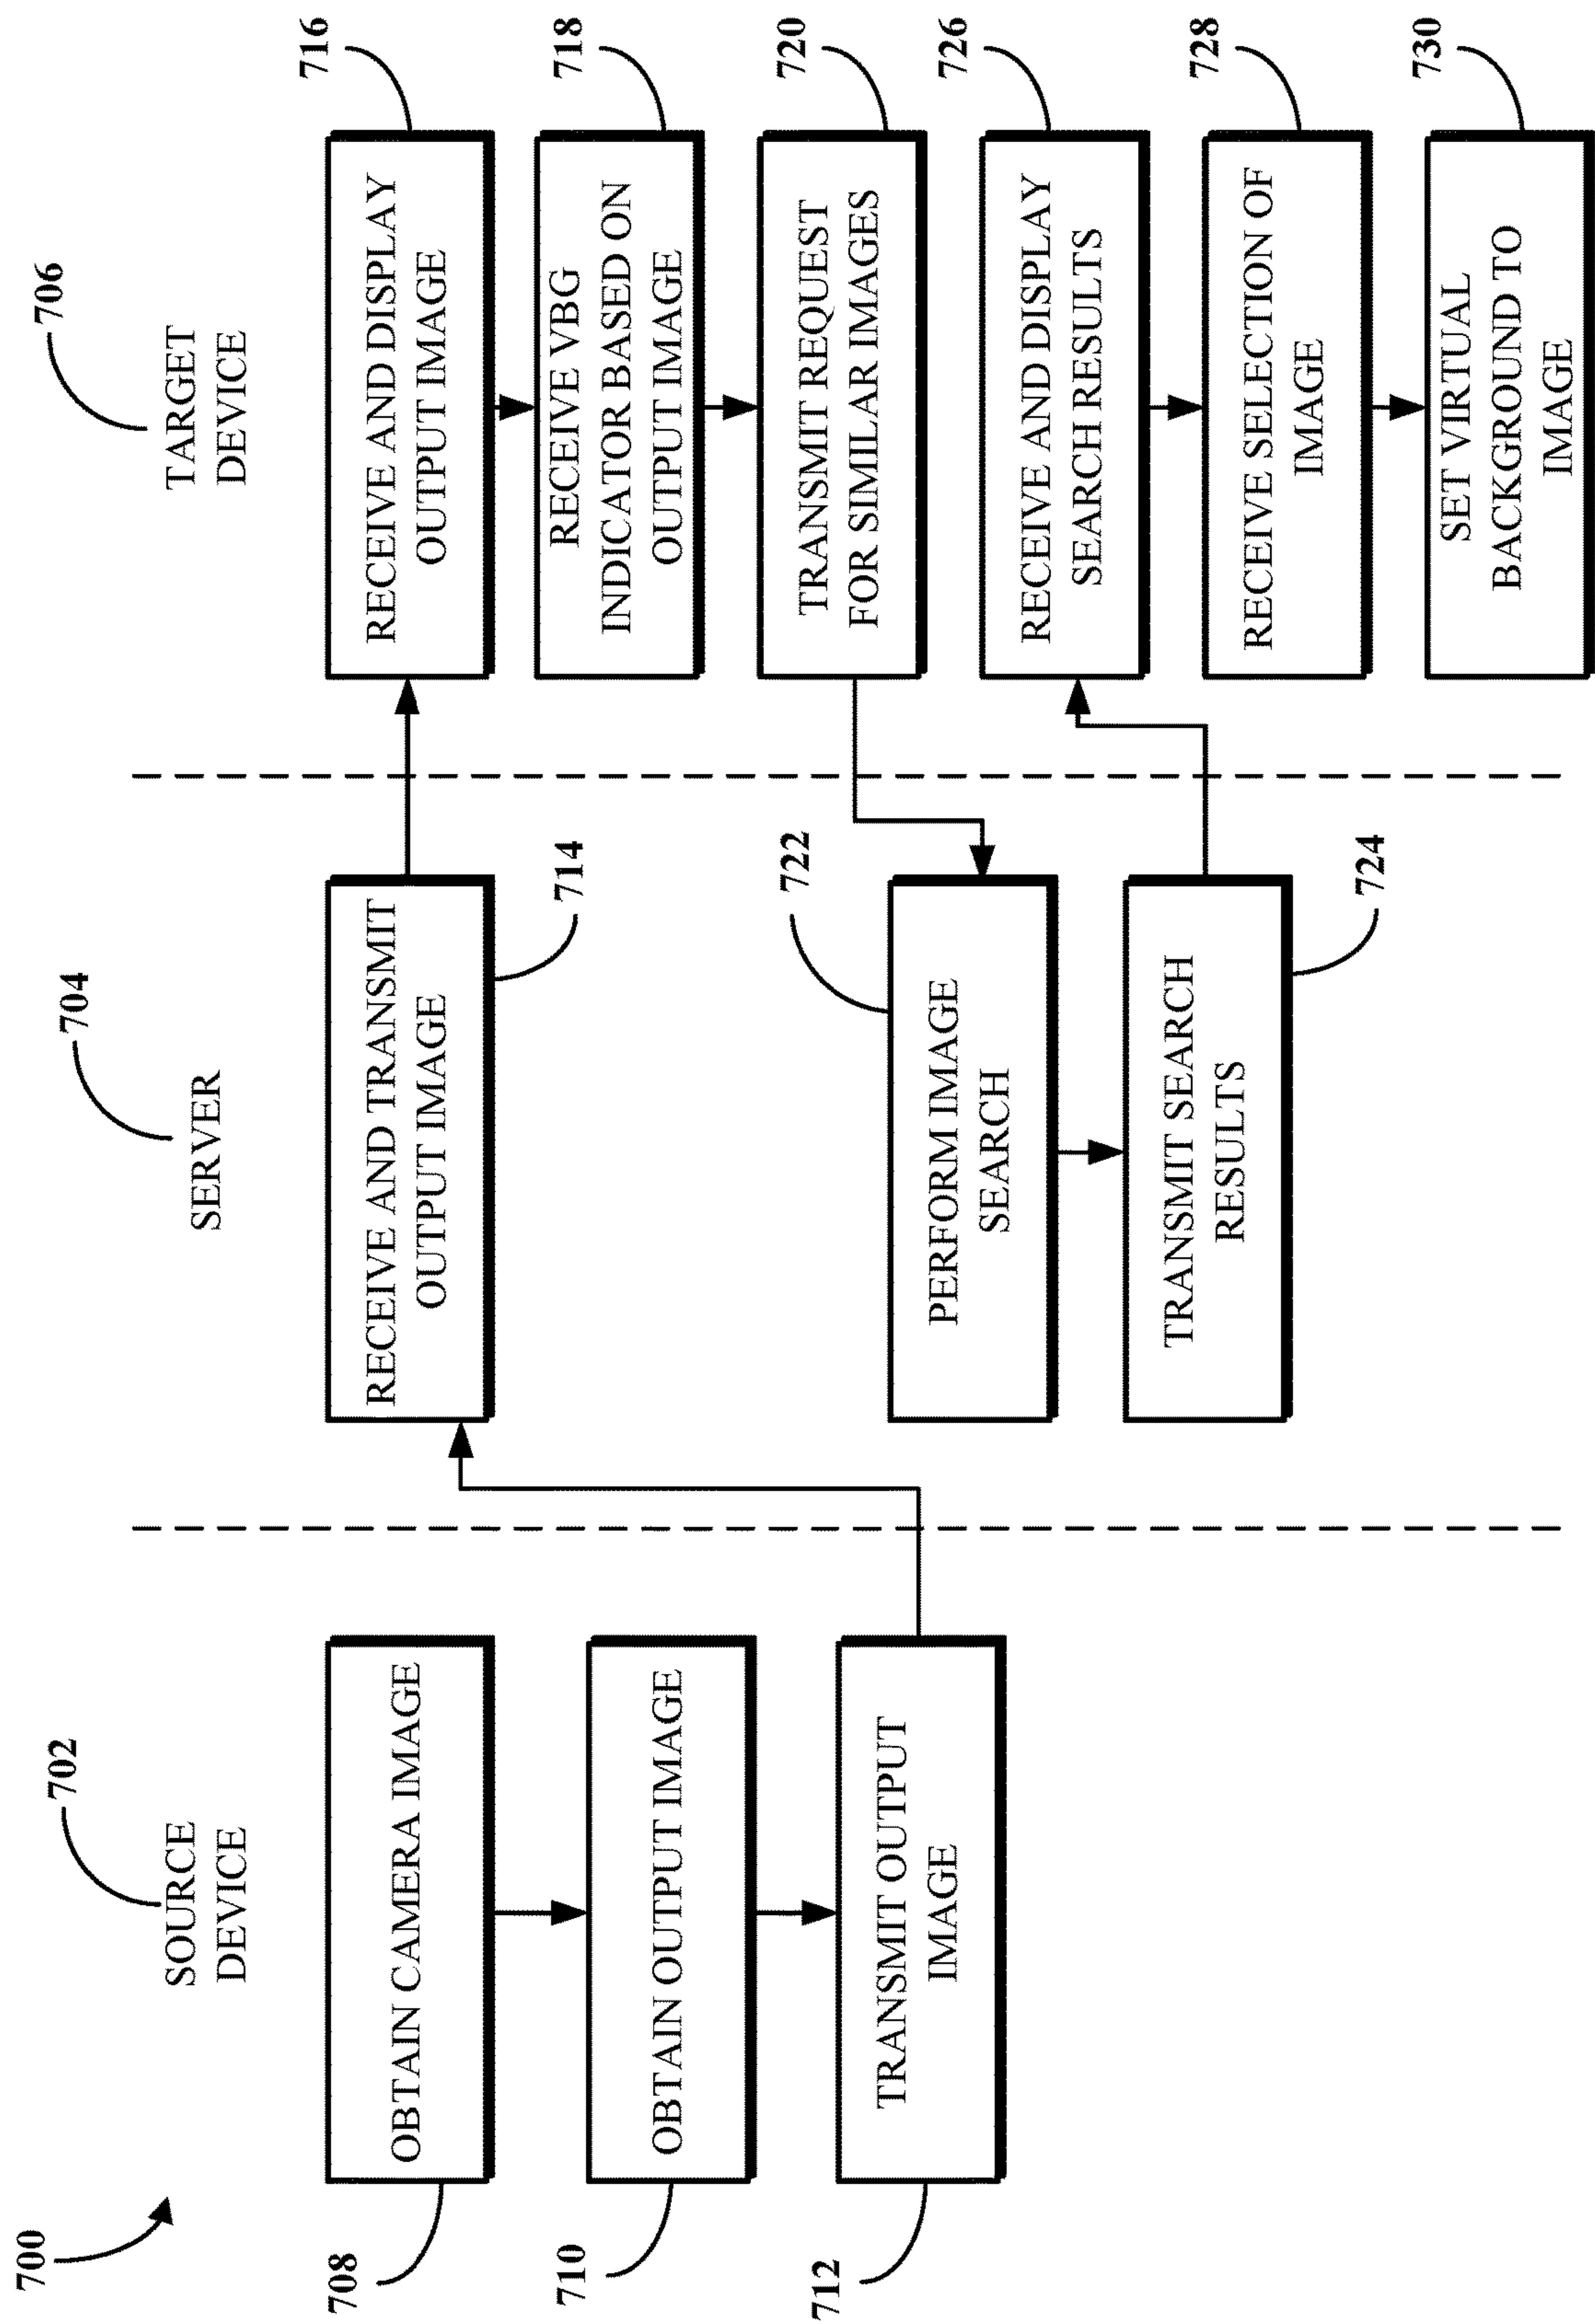 700
702
SOURCE
DEVICE
708
OBTAIN CAMERA IMAGE
710
OBTAIN OUTPUT IMAGE
712
TRANSMIT OUTPUT
IMAGE
704
SERVER
RECEIVE AND TRANSMIT
OUTPUT IMAGE
714
722
PERFORM IMAGE
SEARCH
TRANSMIT SEARCH
RESULTS
724
706
TARGET
DEVICE
RECEIVE AND DISPLAY
OUTPUT IMAGE
716
RECEIVE VBG
INDICATOR BASED ON
OUTPUT IMAGE
718
TRANSMIT REQUEST
FOR SIMILAR IMAGES
720
RECEIVE AND DISPLAY
SEARCH RESULTS
726
RECEIVE SELECTION OF
IMAGE
728
SET VIRTUAL
BACKGROUND TO
IMAGE
730